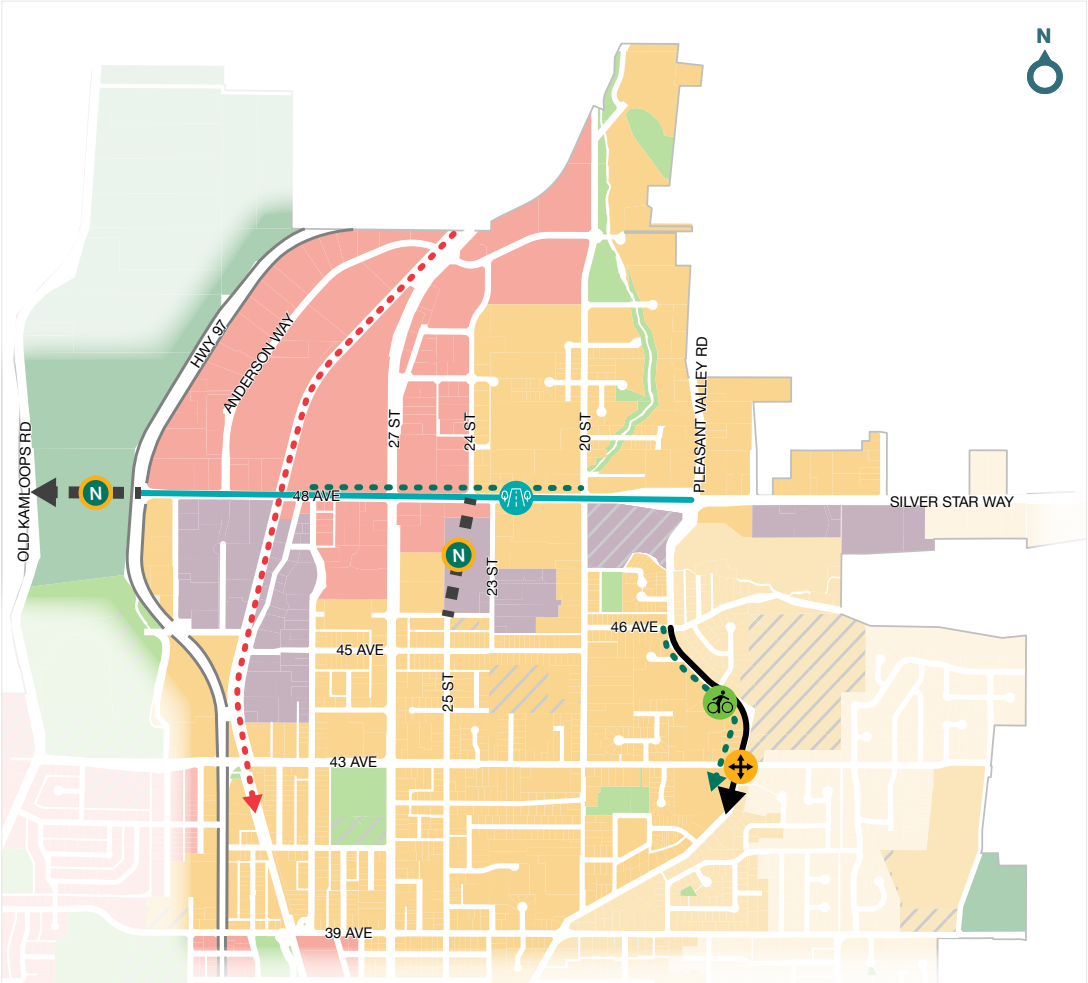 N
HWY 97
ANDERSON WAY
PLEASANT VALLEY RD
27 ST
24 ST
20 ST
OLD KAMLOOPS RD
N
48 AVE
SILVER STAR WAY
N
23 ST
46 AVE
45 AVE
25 ST
43 AVE
39 AVE